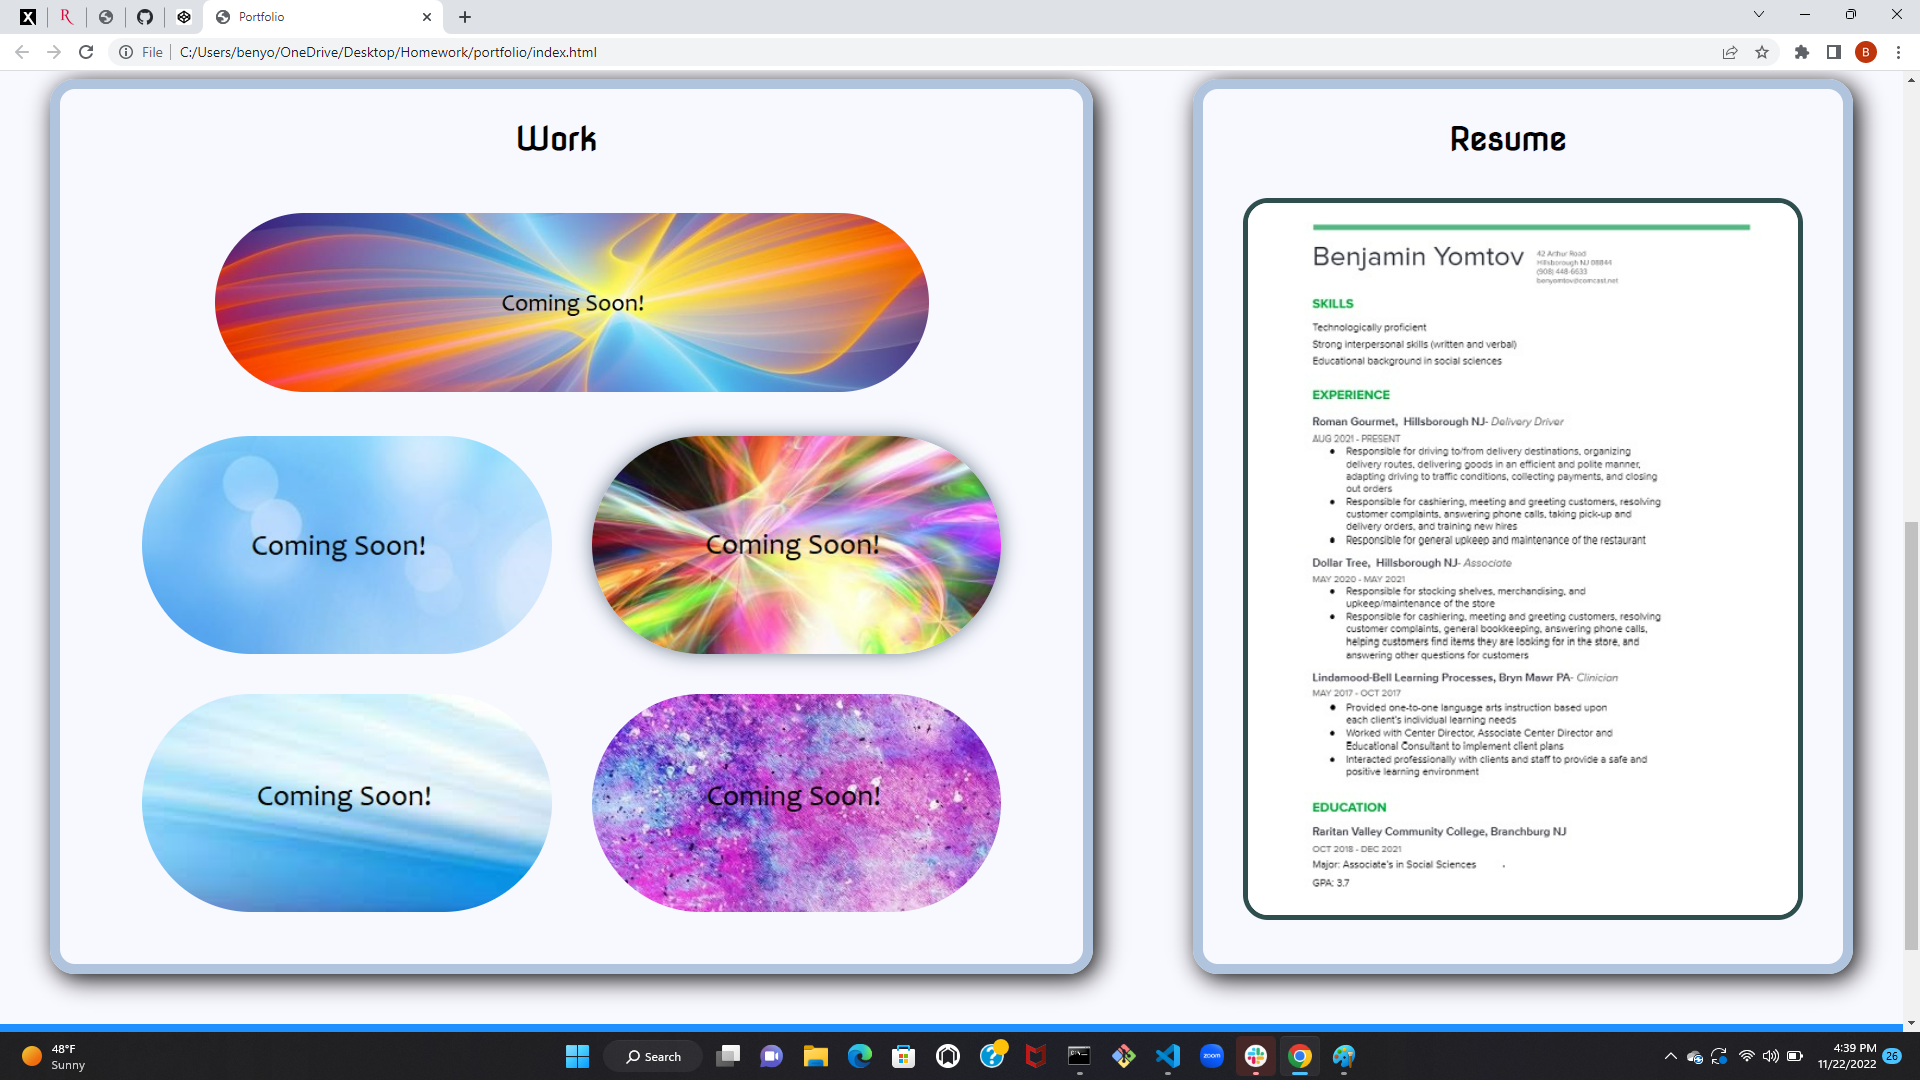 Portfolio
File
C:/Users/benyo/OneDrive/Desktop/Homework/portfolio/index.html
B
Work
Coming Soon!
Coming Soon!
Coming Soon!
Coming Soon!
Coming Soon!
Resume
Benjamin Yomtov
42 Arthur Road
Hillsborough NJ 08844
(908) 448-6633
benyomtov@comcast.net
SKILLS
Technologically proficient
Strong interpersonal skills (written and verbal)
Educational background in social sciences
EXPERIENCE
Roman Gourmet, Hillsborough NJ- Delivery Driver
AUG 2021 - PRESENT
● Responsible for driving to/from delivery destinations, organizing
delivery routes, delivering goods in an efficient and polite manner,
adapting driving to traffic conditions, collecting payments, and closing
out orders
● Responsible for cashiering, meeting and greeting customers, resolving
customer complaints, answering phone calls, taking pick-up and
delivery orders, and training new hires
● Responsible for general upkeep and maintenance of the restaurant
Dollar Tree, Hillsborough NJ- Associate
MAY 2020 - MAY 2021
● Responsible for stocking shelves, merchandising, and
upkeep/maintenance of the store
● Responsible for cashiering, meeting and greeting customers, resolving
customer complaints, general bookkeeping, answering phone calls,
helping customers find items they are looking for in the store, and
answering other questions for customers
Lindamood-Bell Learning Processes, Bryn Mawr PA- Clinician
MAY 2017 - OCT 2017
● Provided one-to-one language arts instruction based upon
each client's individual learning needs
● Worked with Center Director, Associate Center Director and
Educational Consultant to implement client plans
● Interacted professionally with clients and staff to provide a safe and
positive learning environment
EDUCATION
Raritan Valley Community College, Branchburg NJ
OCT 2018 - DEC 2021
Major: Associate's in Social Sciences
GPA: 3.7
48°F
Sunny
Search
zoom
4:39 PM
11/22/2022
26